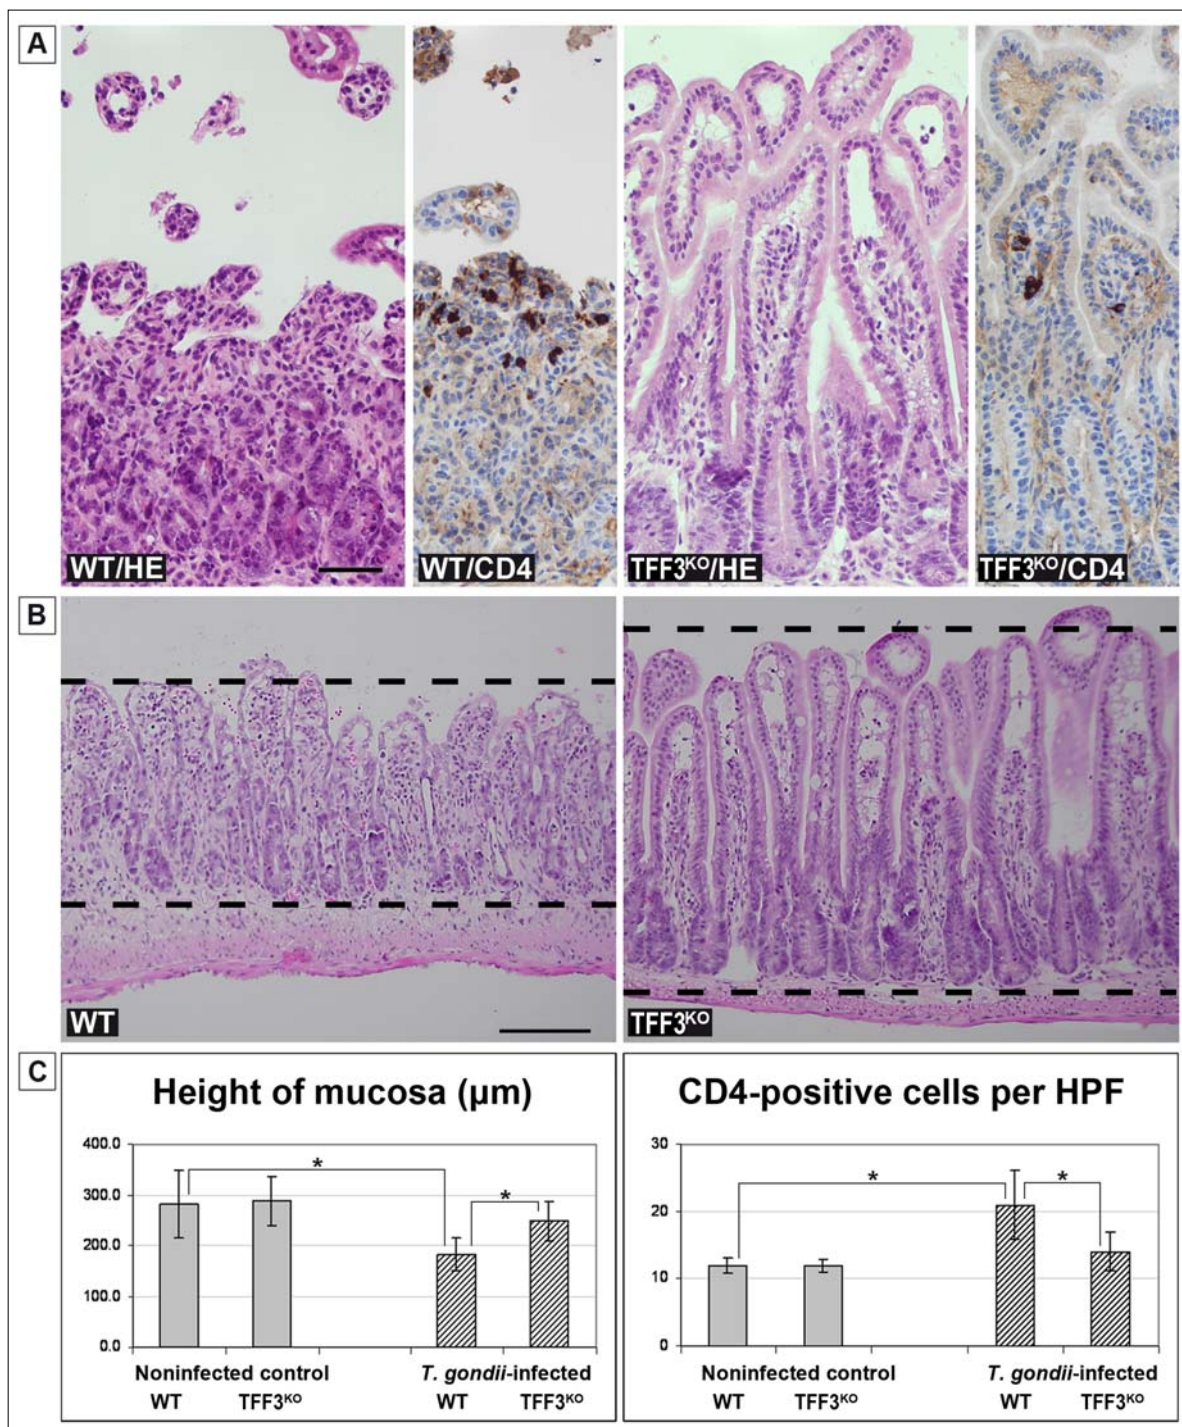 A
WT/HE
WT/CD4
TFF3ᴷᴼ/HE
TFF3ᴷᴼ/CD4
B
WT
TFF3ᴷᴼ
C
Height of mucosa (µm)
400.0
300.0
200.0
100.0
0.0
*
*
Noninfected control
T. gondii-infected
WT
TFF3ᴷᴼ
WT
TFF3ᴷᴼ
CD4-positive cells per HPF
30
20
10
0
*
*
Noninfected control
T. gondii-infected
WT
TFF3ᴷᴼ
WT
TFF3ᴷᴼ